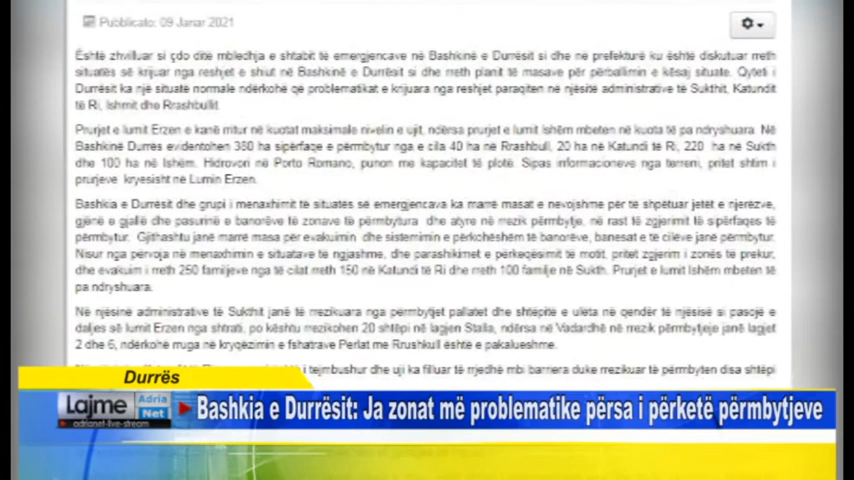 Pubblicato: 09 Janar 2021
Është zhvilluar si çdo ditë mbledhja e shtabit të emergjencave në Bashkinë e Durrësit si dhe në prefekturë ku është diskutuar rreth
situatës së krijuar nga reshjet e shiut në Bashkinë e Durrësit si dhe rreth planit të masave për përballimin e kësaj situate. Qyteti i
Durrësit ka një situate normale ndërkohë që problematikat e krijuara nga reshjet paraqiten në njësitë administrative të Sukthit, Katundit
të Ri, Ishmit dhe Rrashbullit
Prurjet e lumit Erzen e kanë rritur në kuotat maksimale nivelin e ujit, ndërsa prurjet e lumit Ishëm mbeten në kuota të pa ndryshuara. Në
Bashkinë Durrës evidentohen 380 ha sipërfaqe e përmbytur nga e cila 40 ha në Rrashbull, 20 ha në Katundi të Ri, 220 ha në Sukth
dhe 100 ha në Ishëm. Hidrovori në Porto Romano, punon me kapacitet të plotë. Sipas informacioneve nga terreni, pritet shtim i
prurjeve kryesisht në Lumin Erzen.
Bashkia e Durrësit dhe grupi i menaxhimit të situatës së emergjencava ka marrë masat e nevojshme për të shpëtuar jetët e njerëzve,
gjënë e gjallë dhe pasurinë e banorëve të zonave të përmbytura dhe atyre në rrezik përmbytje, në rast të zgjerimit të sipërfaqes të
përmbytur. Gjithashtu janë marrë masa për evakuimin dhe sistemimin e përkohëshëm të banorëve, banesat e të cilëve janë përmbytur.
Nisur nga përvoja në menaxhimin e situatave të ngjashme, dhe parashikimet e përkeqësimit të motit, pritet zgjerim i zonës të prekur,
dhe evakuim i rreth 250 familjeve nga të cilat rreth 150 në Katundi të Ri dhe rreth 100 familje në Sukth. Prurjet e lumit Ishëm mbeten të
pa ndryshuara.
Në njësinë administrative të Sukthit janë të rrezikuara nga përmbytjet pallatet dhe shtëpitë e uleta në qendër të njësisë si pasojë e
daljes së lumit Erzen nga shtrati, po kështu rrezikohen 20 shtëpi në lagjen Stalla, ndërsa në Vadardhë në rrezik përmbytjeje janë lagjet
2 dhe 6, ndërkohë rruga në kryqëzimin e fshatrave Perlat me Rrushkull është e pakalueshme.
i tejmbushur dhe uji ka filluar të rrjedhë mbi barriera duke rrezikuar të përmbyten disa shtëpi
Durrës
Lajme Adria Net
adrianet-live-stream
Bashkia e Durrësit: Ja zonat më problematike përsa i përketë përmbytjeve